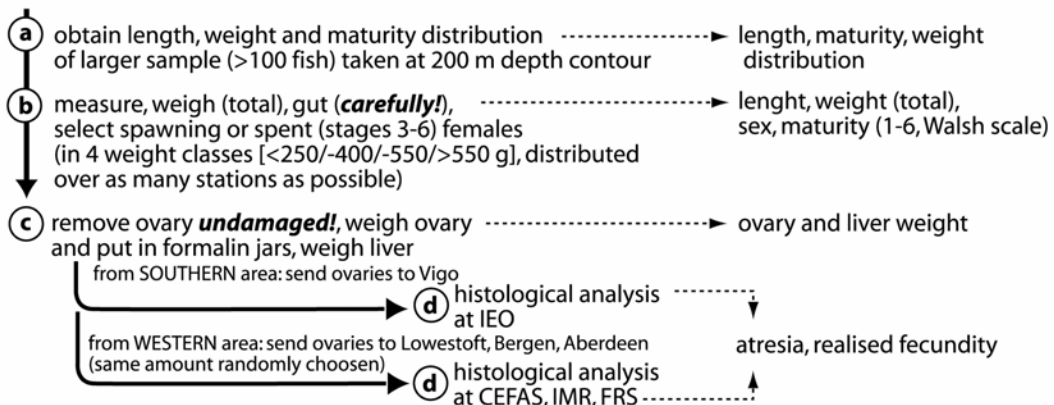 a obtain length, weight and maturity distribution length, maturity, weight
of larger sample (>100 fish) taken at 200 m depth contour distribution
b measure, weigh (total), gut (carefully!), lenght, weight (total),
select spawning or spent (stages 3-6) females sex, maturity (1-6, Walsh scale)
(in 4 weight classes [<250/-400/-550/>550 g], distributed
over as many stations as possible)
c remove ovary undamaged!, weigh ovary ovary and liver weight
and put in formalin jars, weigh liver
from SOUTHERN area: send ovaries to Vigo
d histological analysis
at IEO
from WESTERN area: send ovaries to Lowestoft, Bergen, Aberdeen atresia, realised fecundity
(same amount randomly choosen)
d histological analysis
at CEFAS, IMR, FRS